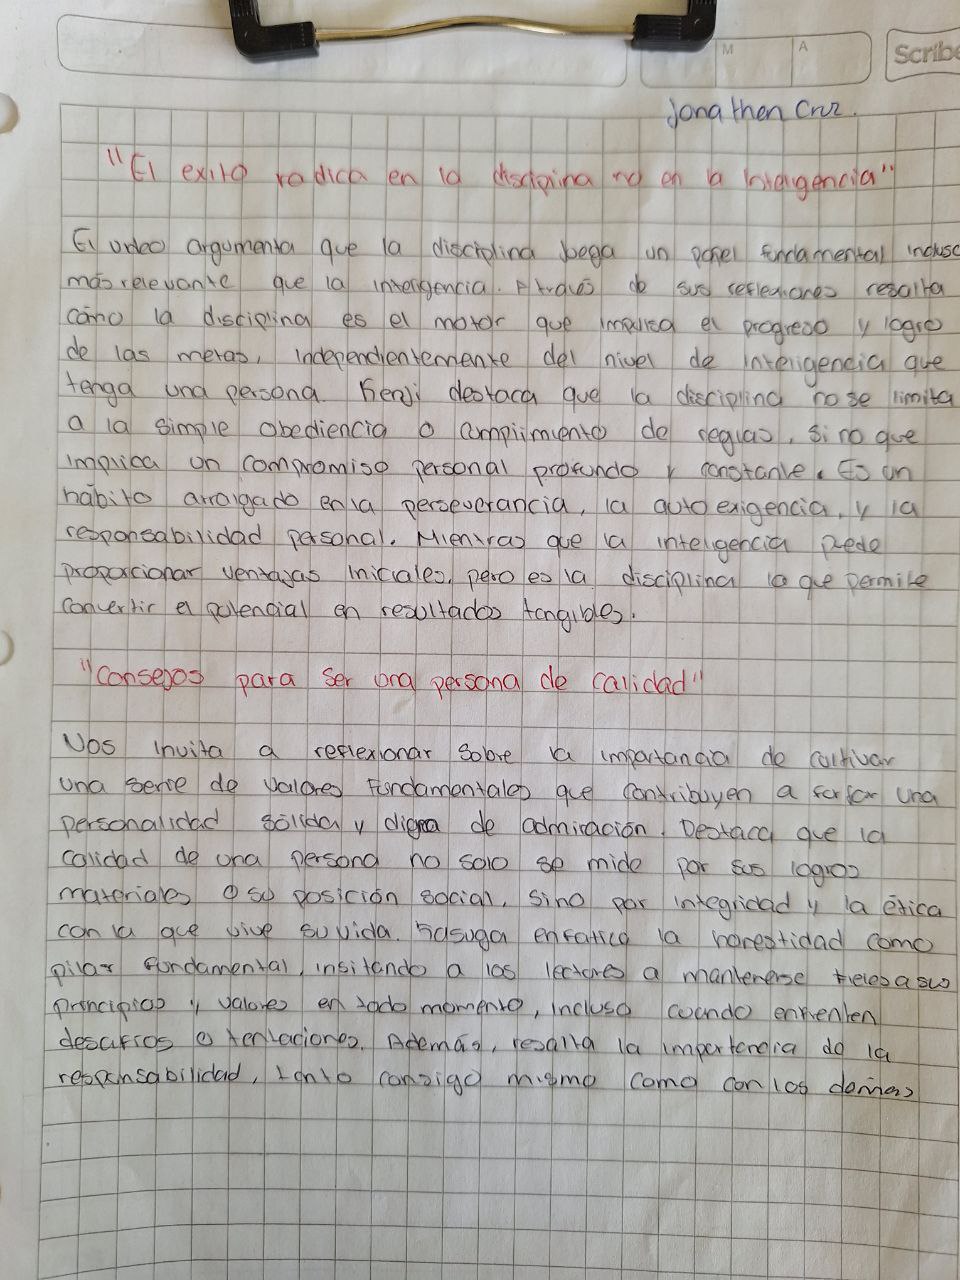 M A Scribe
Jonathen Cruz.
"El exito radica en la disciplina no en la inteligencia"
El video argumenta que la disciplina juega un papel fundamental incluso
más relevante que la inteligencia. A través de sus reflexiones resalta
cómo la disciplina es el motor que impulsa el progreso y logro
de las metas, independientemente del nivel de inteligencia que
tenga una persona. Kenji destaca que la disciplina no se limita
a la simple obediencia o cumplimiento de reglas, si no que
implica un compromiso personal profundo y constante. Es un
hábito arraigado en la perseverancia, la auto exigencia, y la
responsabilidad personal. Mientras que la inteligencia puede
proporcionar ventajas iniciales, pero es la disciplina lo que permite
convertir el potencial en resultados tangibles.
"Consejos para ser una persona de calidad"
Nos invita a reflexionar sobre la importancia de cultivar
una serie de valores fundamentales que contribuyen a forjar una
personalidad sólida y digna de admiración. Destaca que la
calidad de una persona no solo se mide por sus logros
materiales o su posición social, sino por integridad y la ética
con la que vive su vida. Sasuga enfatica la honestidad como
pilar fundamental, insitando a los lectores a mantenerse fieles a sus
principios y valores en todo momento, incluso cuando enfrenten
desafios o tentaciones. Además, resalta la importancia de la
responsabilidad, tanto consigo mismo como con los demas